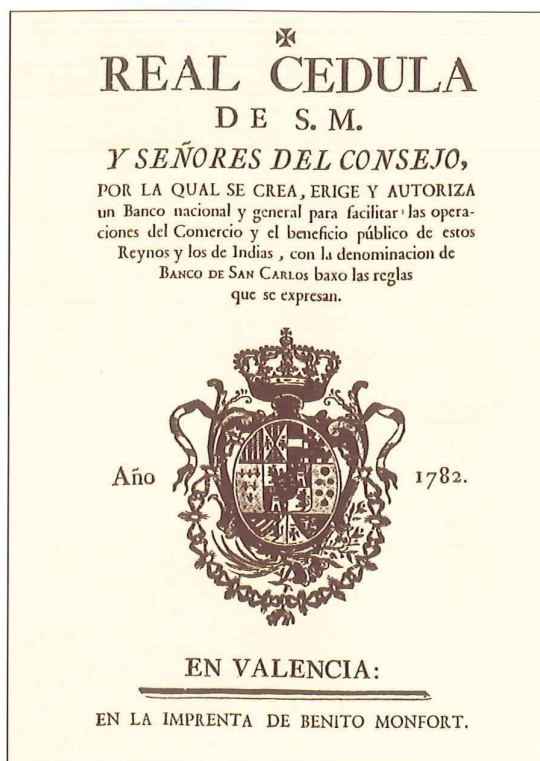 REAL CEDULA
DE S. M.
Y SEÑORES DEL CONSEJO,
POR LA QUAL SE CREA, ERIGE Y AUTORIZA
un Banco nacional y general para facilitar las opera-
ciones del Comercio y el beneficio público de estos
Reynos y los de Indias, con la denominacion de
BANCO DE SAN CARLOS baxo las reglas
que se expresan.
Año 1782.
EN VALENCIA:
EN LA IMPRENTA DE BENITO MONFORT.